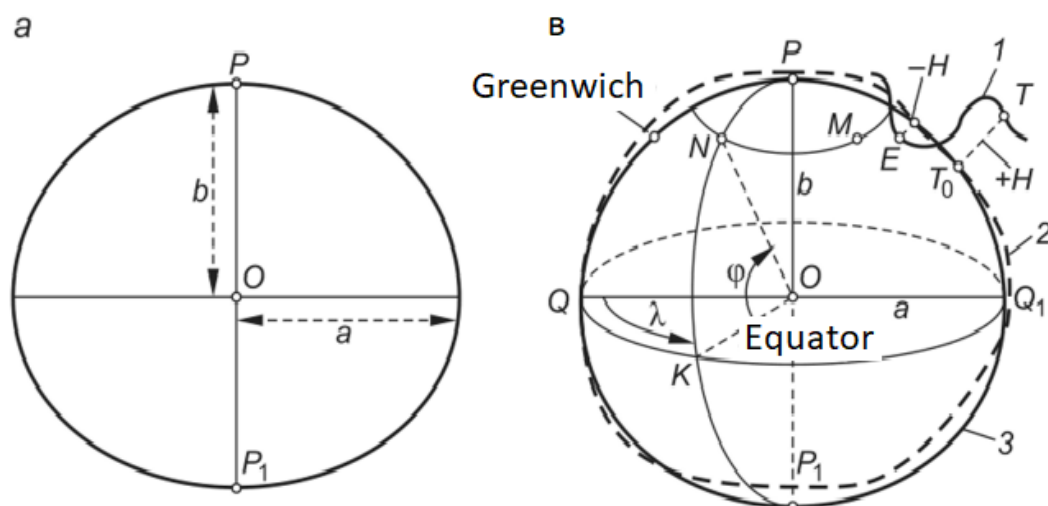 a
P
b
O
a
P1
в
P
Greenwich
–H
1
T
N
M
E
T0
+H
b
2
φ
O
Q
a
Q1
λ
Equator
K
3
P1